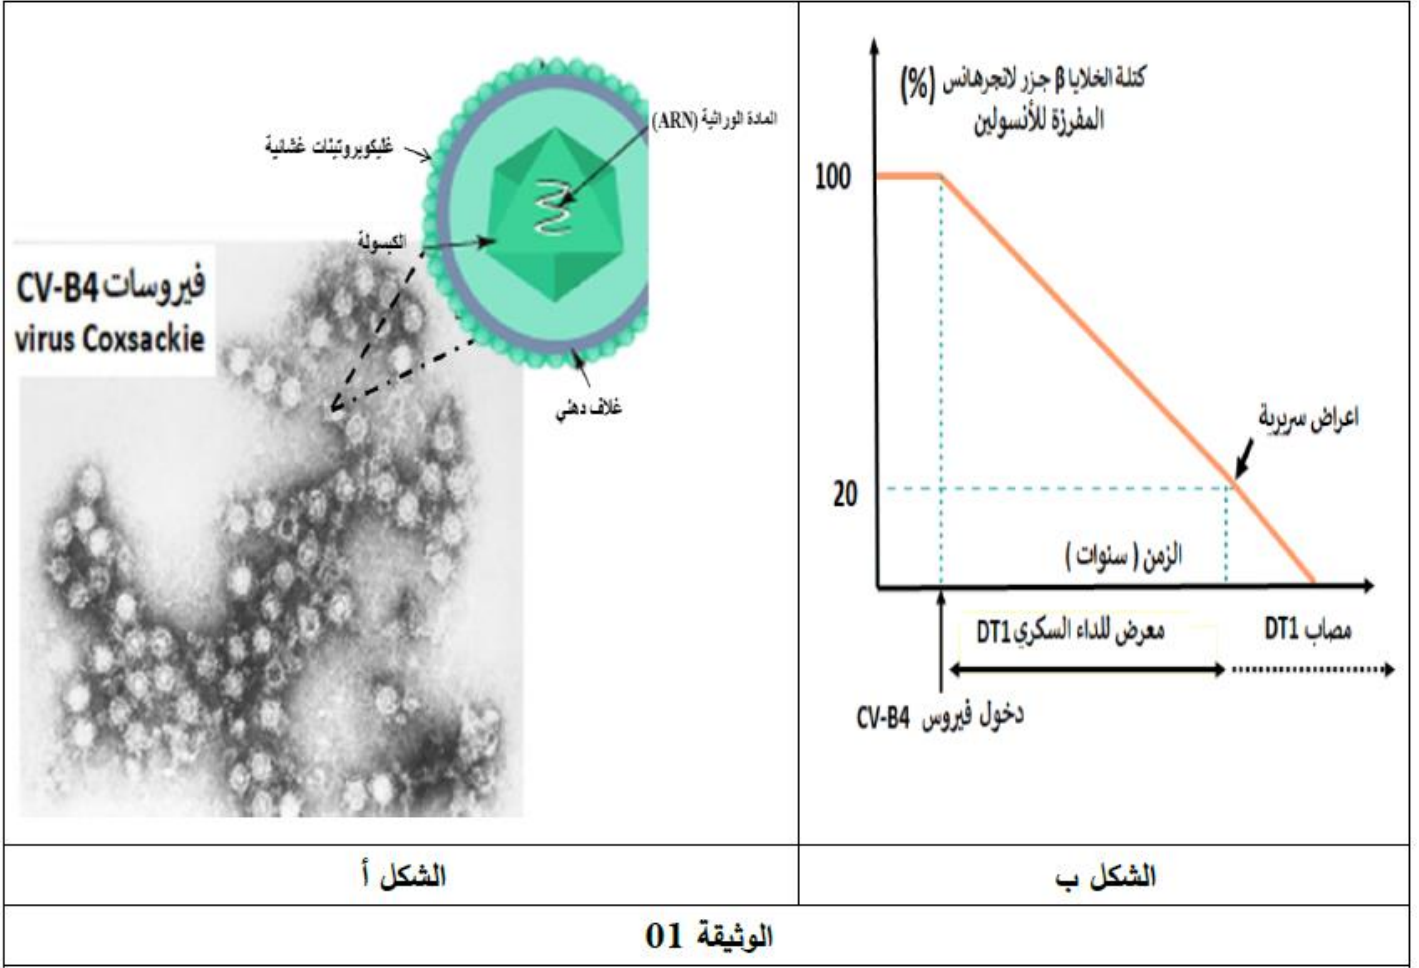 المادة الوراثية (ARN)
غليكوبروتينات غشائية
الكبسولة
فيروسات CV-B4
virus Coxsackie
غلاف دهني
كتلة الخلايا β جزر لانجرهانس (%)
المفرزة للأنسولين
100
اعراض سريرية
20
الزمن ( سنوات )
معرض للداء السكري DT1
مصاب DT1
دخول فيروس CV-B4
الشكل أ
الشكل ب
الوثيقة 01